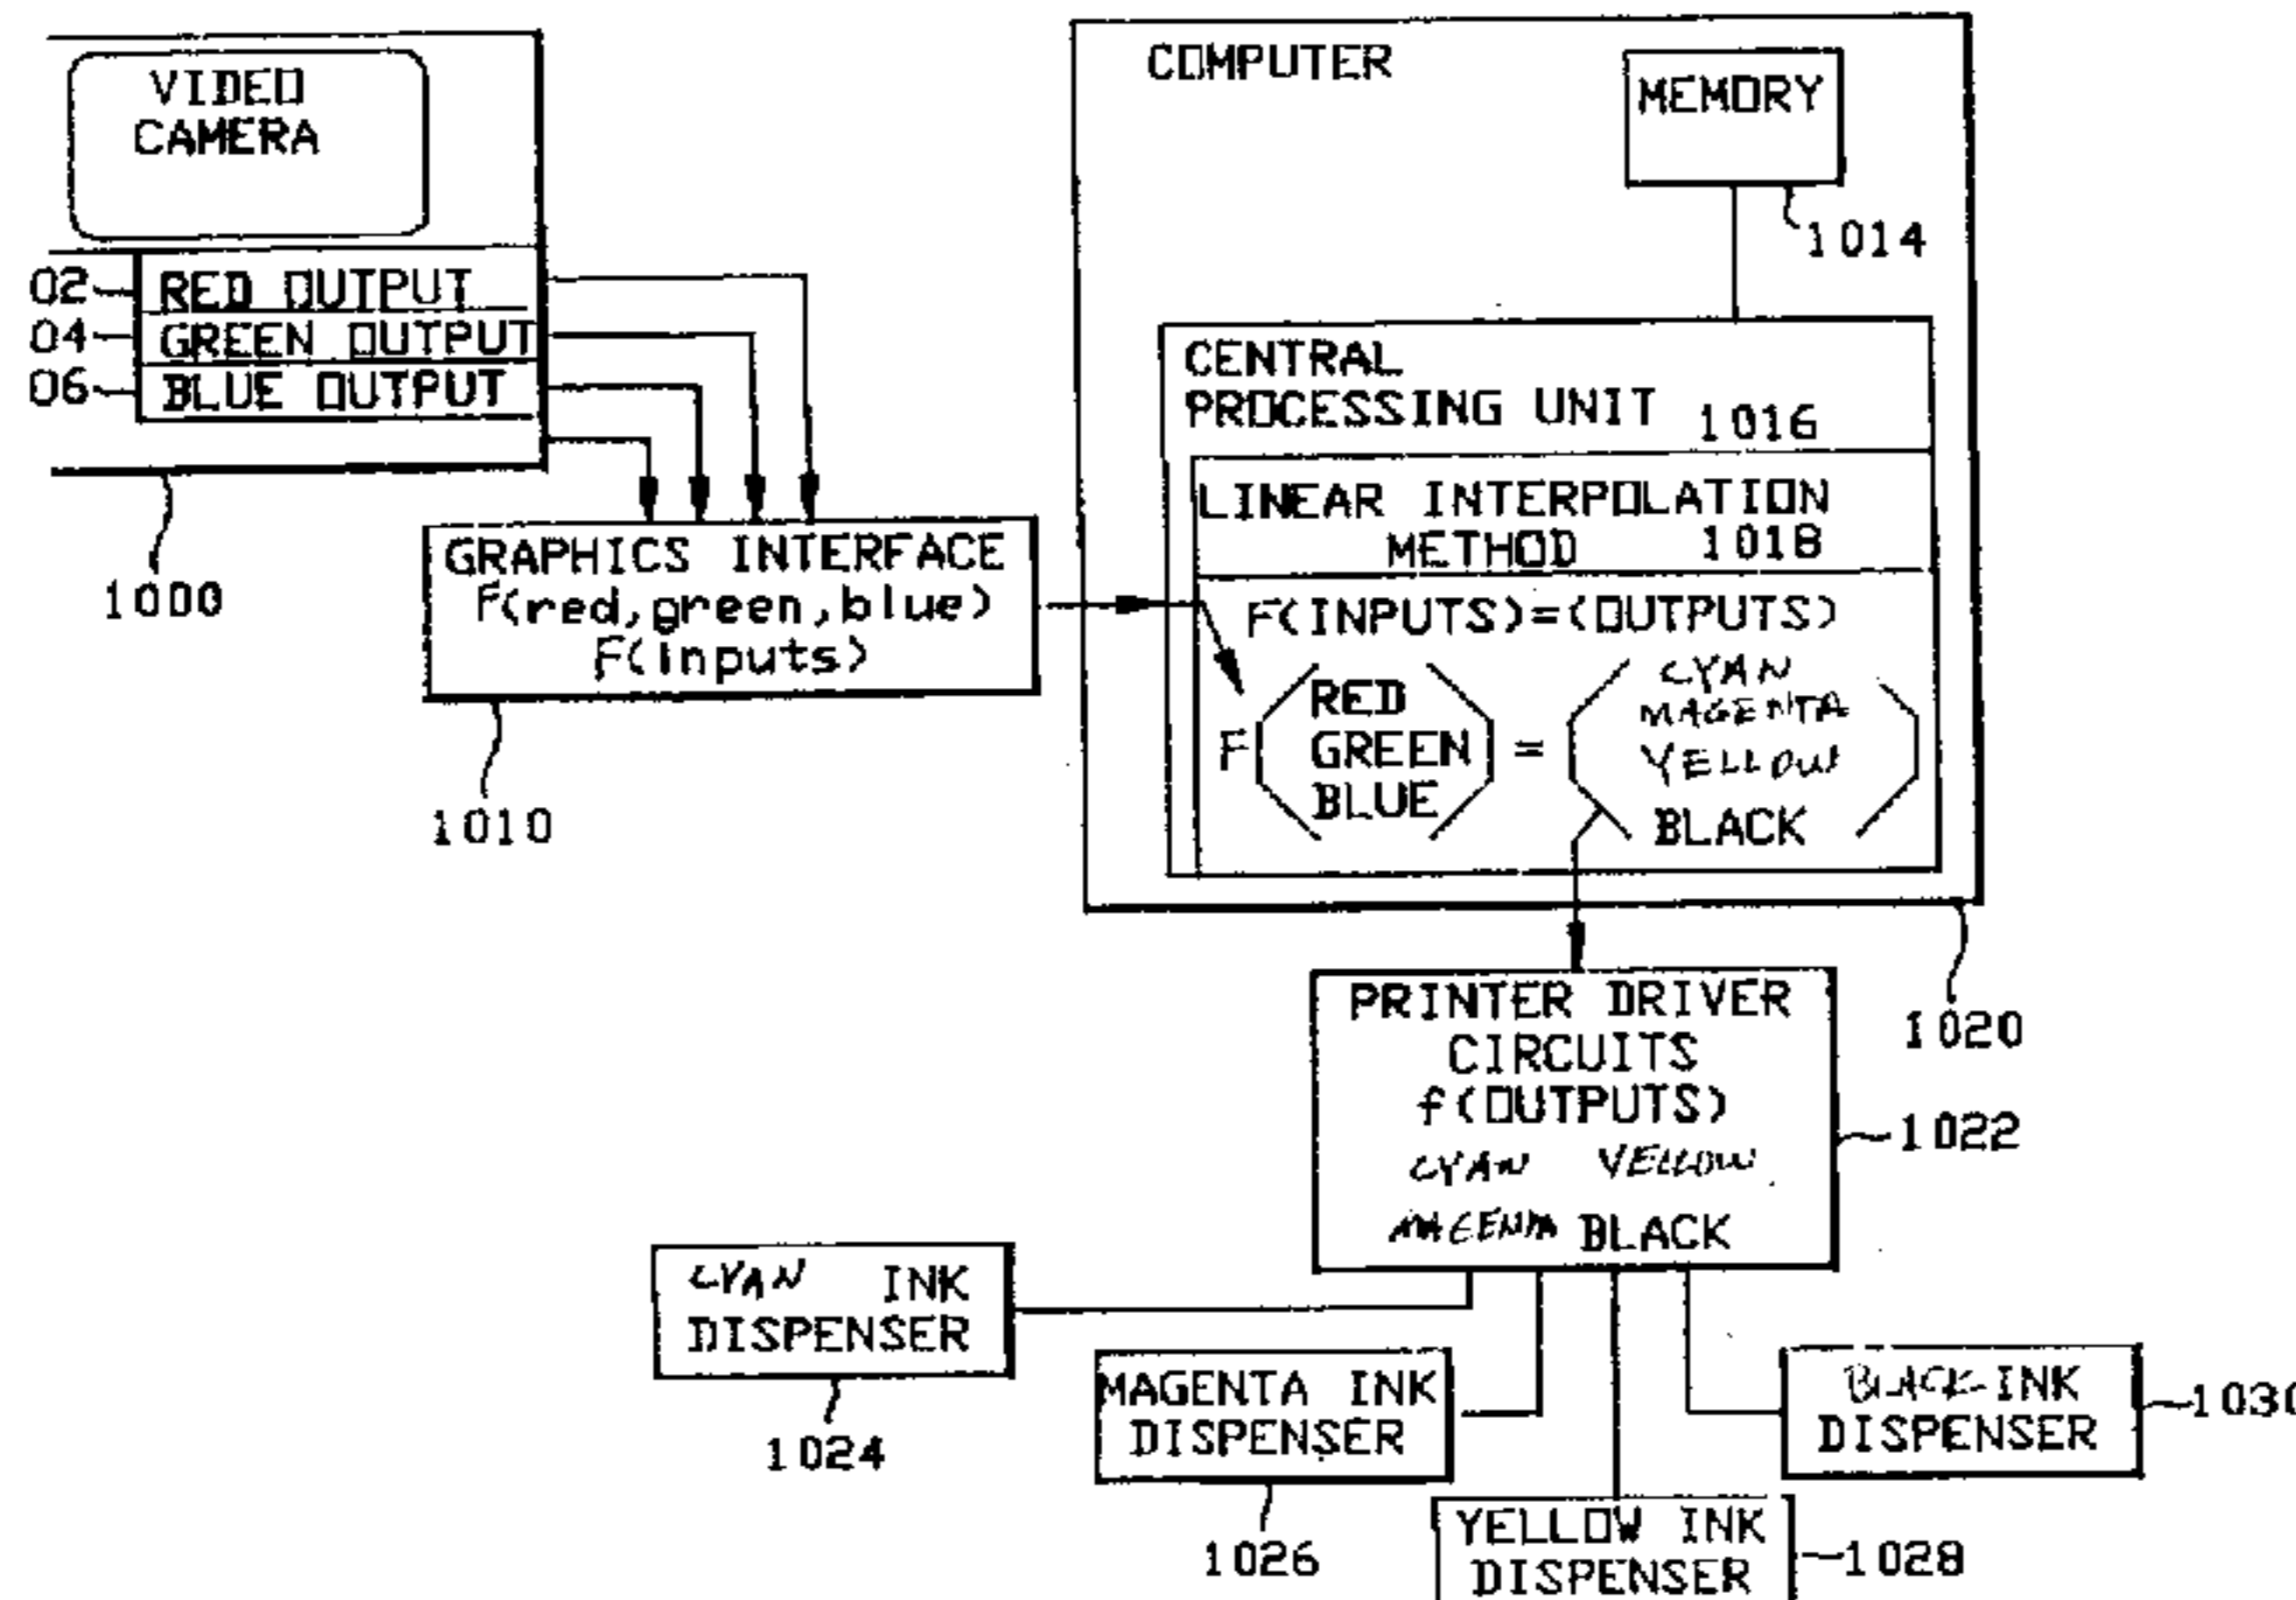 VIDEO
CAMERA
02
RED OUTPUT
04
GREEN OUTPUT
06
BLUE OUTPUT
1000
GRAPHICS INTERFACE
F(red,green,blue)
F(inputs)
1010
COMPUTER
MEMORY
1014
CENTRAL
PROCESSING UNIT 1016
LINEAR INTERPOLATION
METHOD 1018
F(INPUTS)=(OUTPUTS)
F
RED
GREEN
BLUE
=
CYAN
MAGENTA
YELLOW
BLACK
1020
PRINTER DRIVER
CIRCUITS
f(OUTPUTS)
CYAN YELLOW
MAGENTA BLACK
1022
CYAN INK
DISPENSER
1024
MAGENTA INK
DISPENSER
1026
YELLOW INK
DISPENSER
1028
BLACK INK
DISPENSER
1030